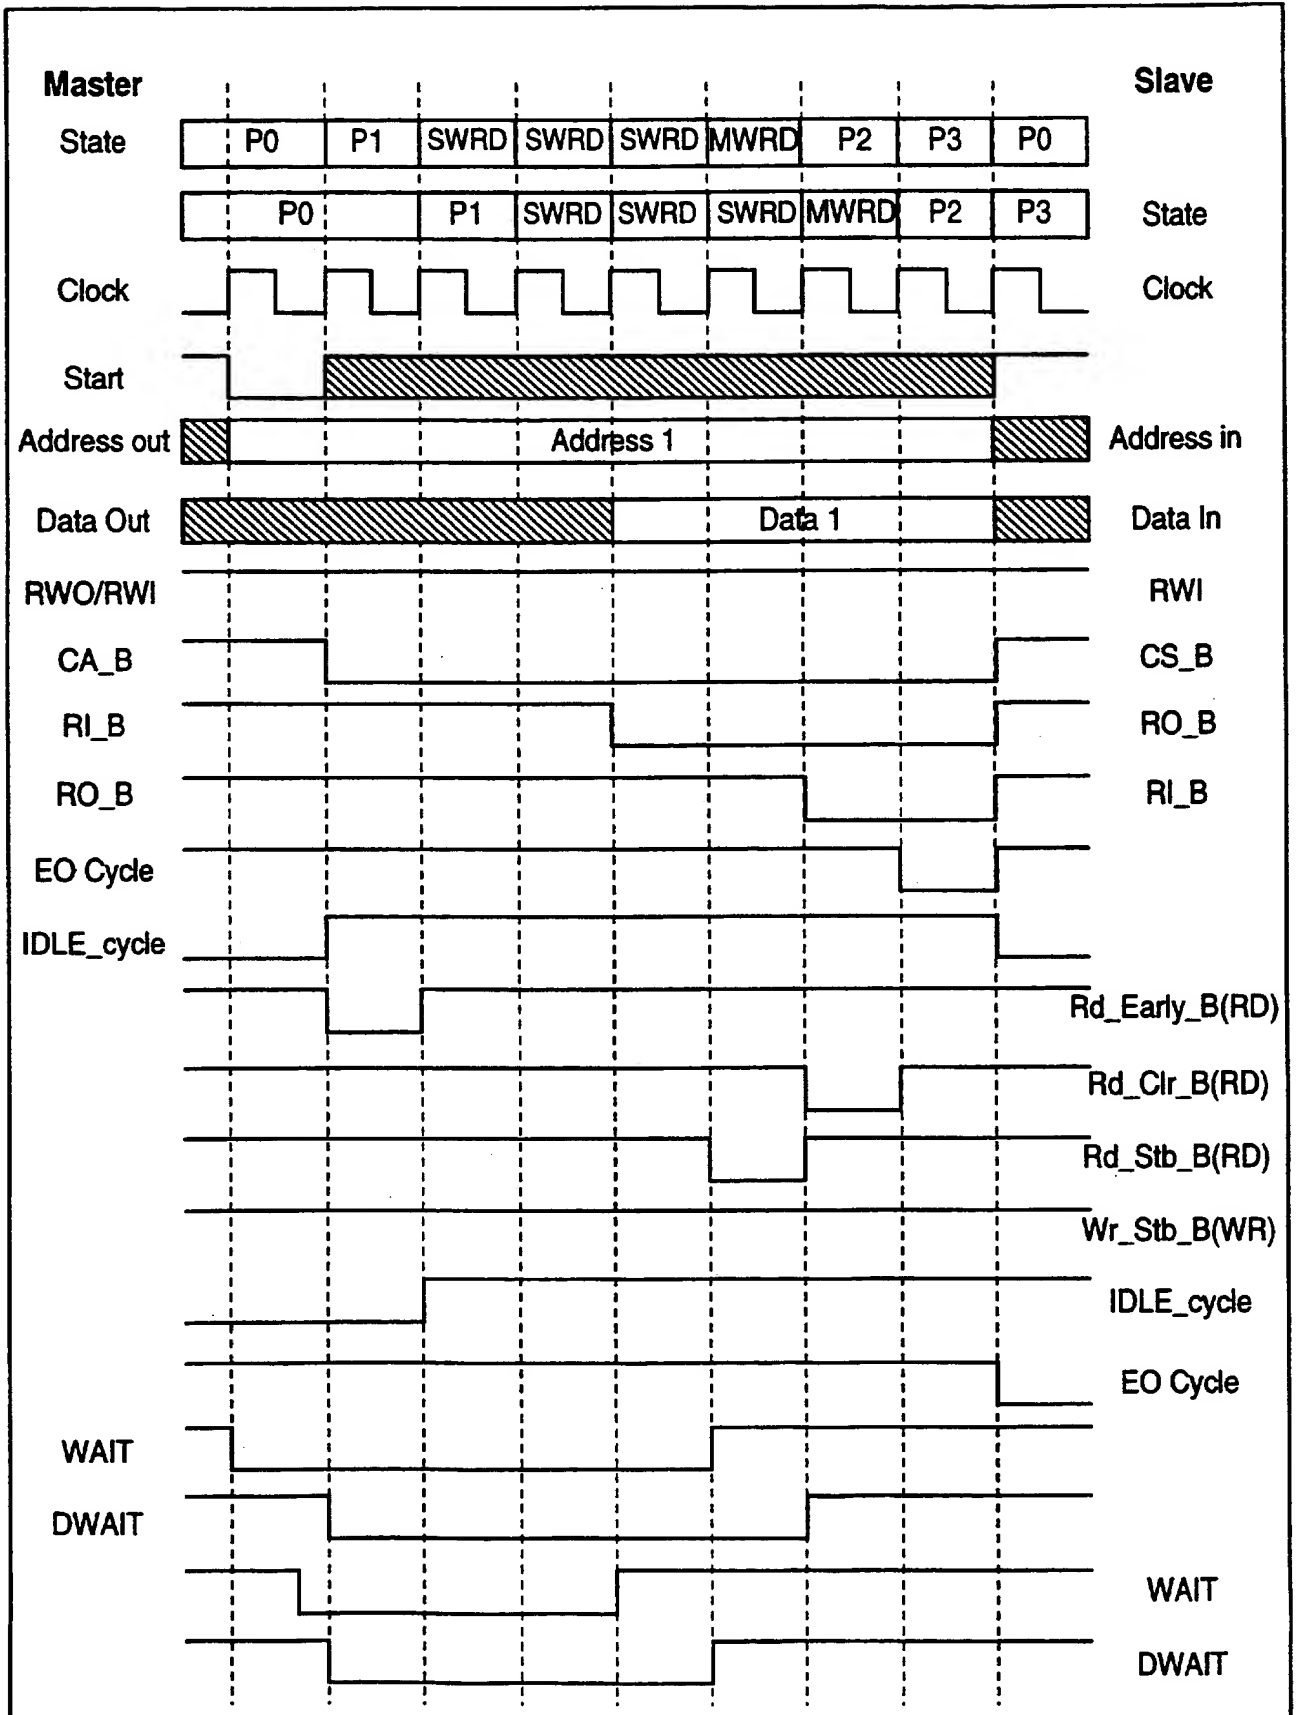 Master
Slave
State P0 P1 SWRD SWRD SWRD MWRD P2 P3 P0
P0 P1 SWRD SWRD SWRD MWRD P2 P3 State
Clock Clock
Start
Address out Address 1 Address in
Data Out Data 1 Data In
RWO/RWI RWI
CA_B CS_B
RI_B RO_B
RO_B RI_B
EO Cycle
IDLE_cycle
Rd_Early_B(RD)
Rd_Clr_B(RD)
Rd_Stb_B(RD)
Wr_Stb_B(WR)
IDLE_cycle
EO Cycle
WAIT
DWAIT
WAIT
DWAIT